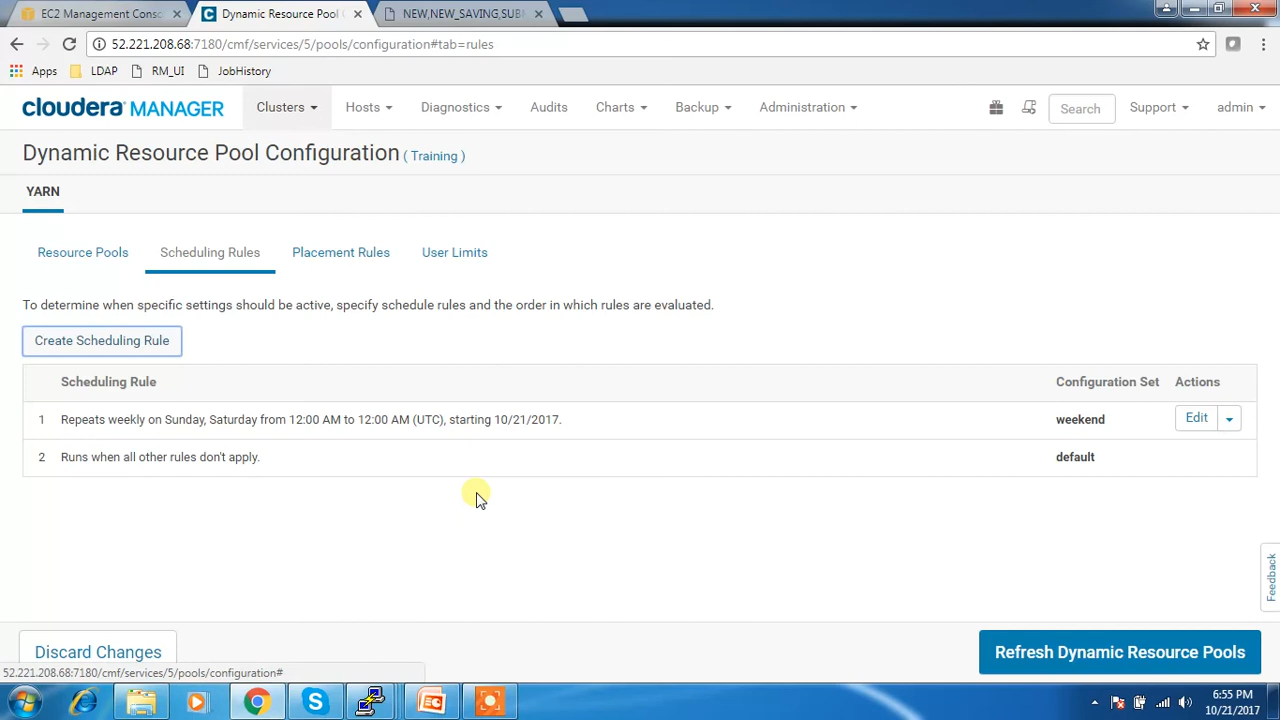 EC2 Management Consc
Dynamic Resource Pool C
NEW,NEW_SAVING,SUBI
52.221.208.68:7180/cmf/services/5/pools/configuration#tab=rules
Apps LDAP RM_UI JobHistory
cloudera MANAGER Clusters Hosts Diagnostics Audits Charts Backup Administration Search Support admin
Dynamic Resource Pool Configuration ( Training )
YARN
Resource Pools Scheduling Rules Placement Rules User Limits
To determine when specific settings should be active, specify schedule rules and the order in which rules are evaluated.
Create Scheduling Rule
Scheduling Rule Configuration Set Actions
1 Repeats weekly on Sunday, Saturday from 12:00 AM to 12:00 AM (UTC), starting 10/21/2017. weekend Edit
2 Runs when all other rules don't apply. default
Feedback
Discard Changes Refresh Dynamic Resource Pools
52.221.208.68:7180/cmf/services/5/pools/configuration#
6:55 PM
10/21/2017